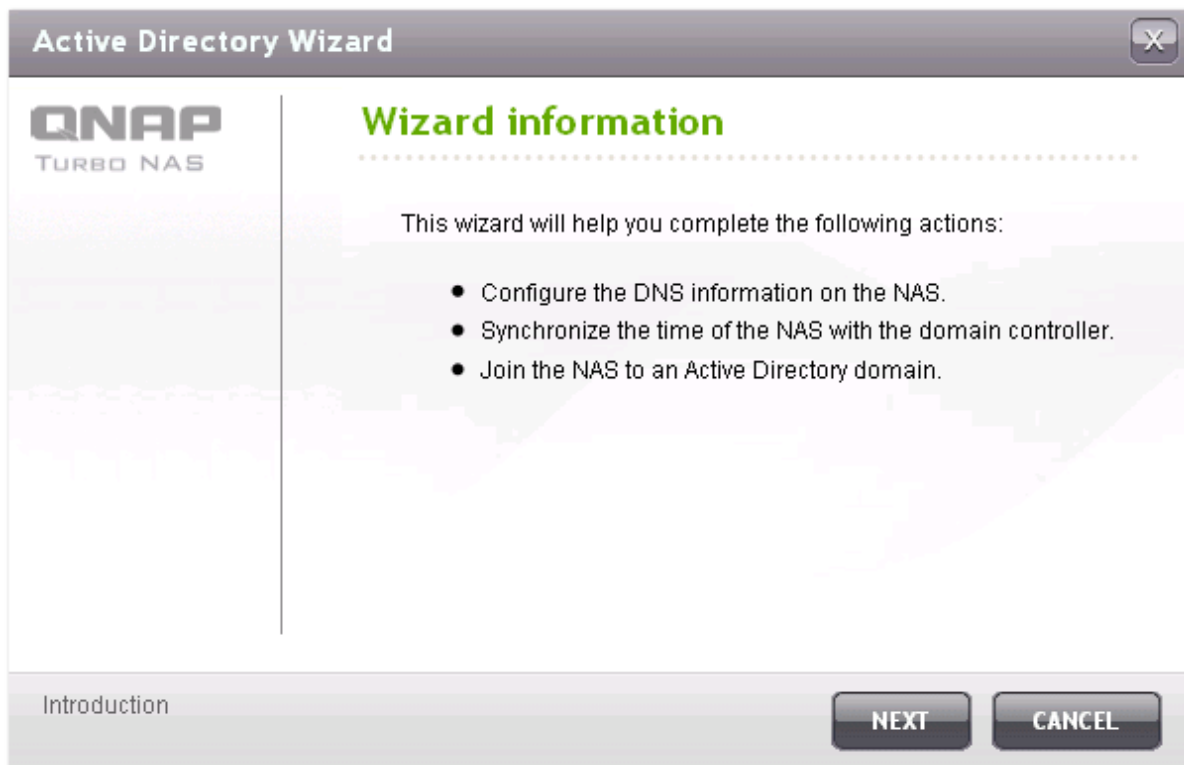 Active Directory Wizard
X
QNAP
TURBO NAS
Wizard information
This wizard will help you complete the following actions:
● Configure the DNS information on the NAS.
● Synchronize the time of the NAS with the domain controller.
● Join the NAS to an Active Directory domain.
Introduction
NEXT
CANCEL